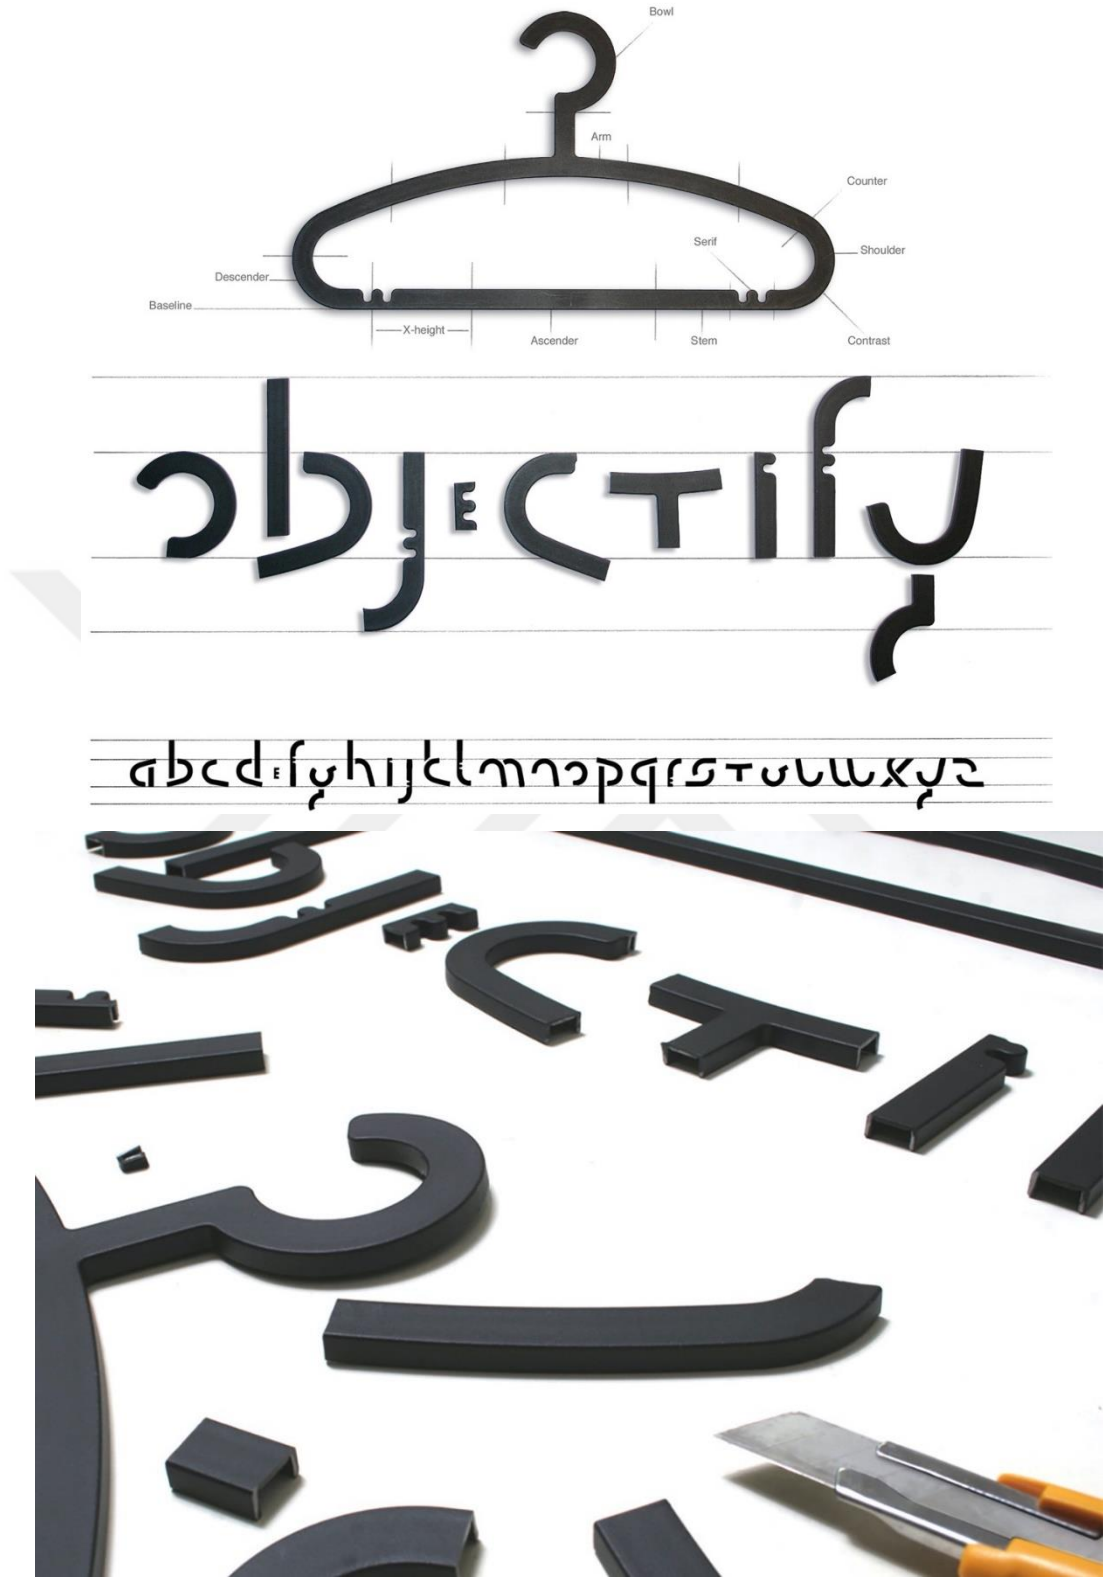 Bowl
Arm
Counter
Serif
Shoulder
Descender
Baseline
X-height
Ascender
Stem
Contrast
objEcTify
abcdEfghijklmnopqrsTuvwxyz